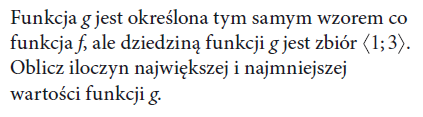 Funkcja g jest określona tym samym wzorem co
funkcja f, ale dziedziną funkcji g jest zbiór ⟨1; 3⟩.
Oblicz iloczyn największej i najmniejszej
wartości funkcji g.